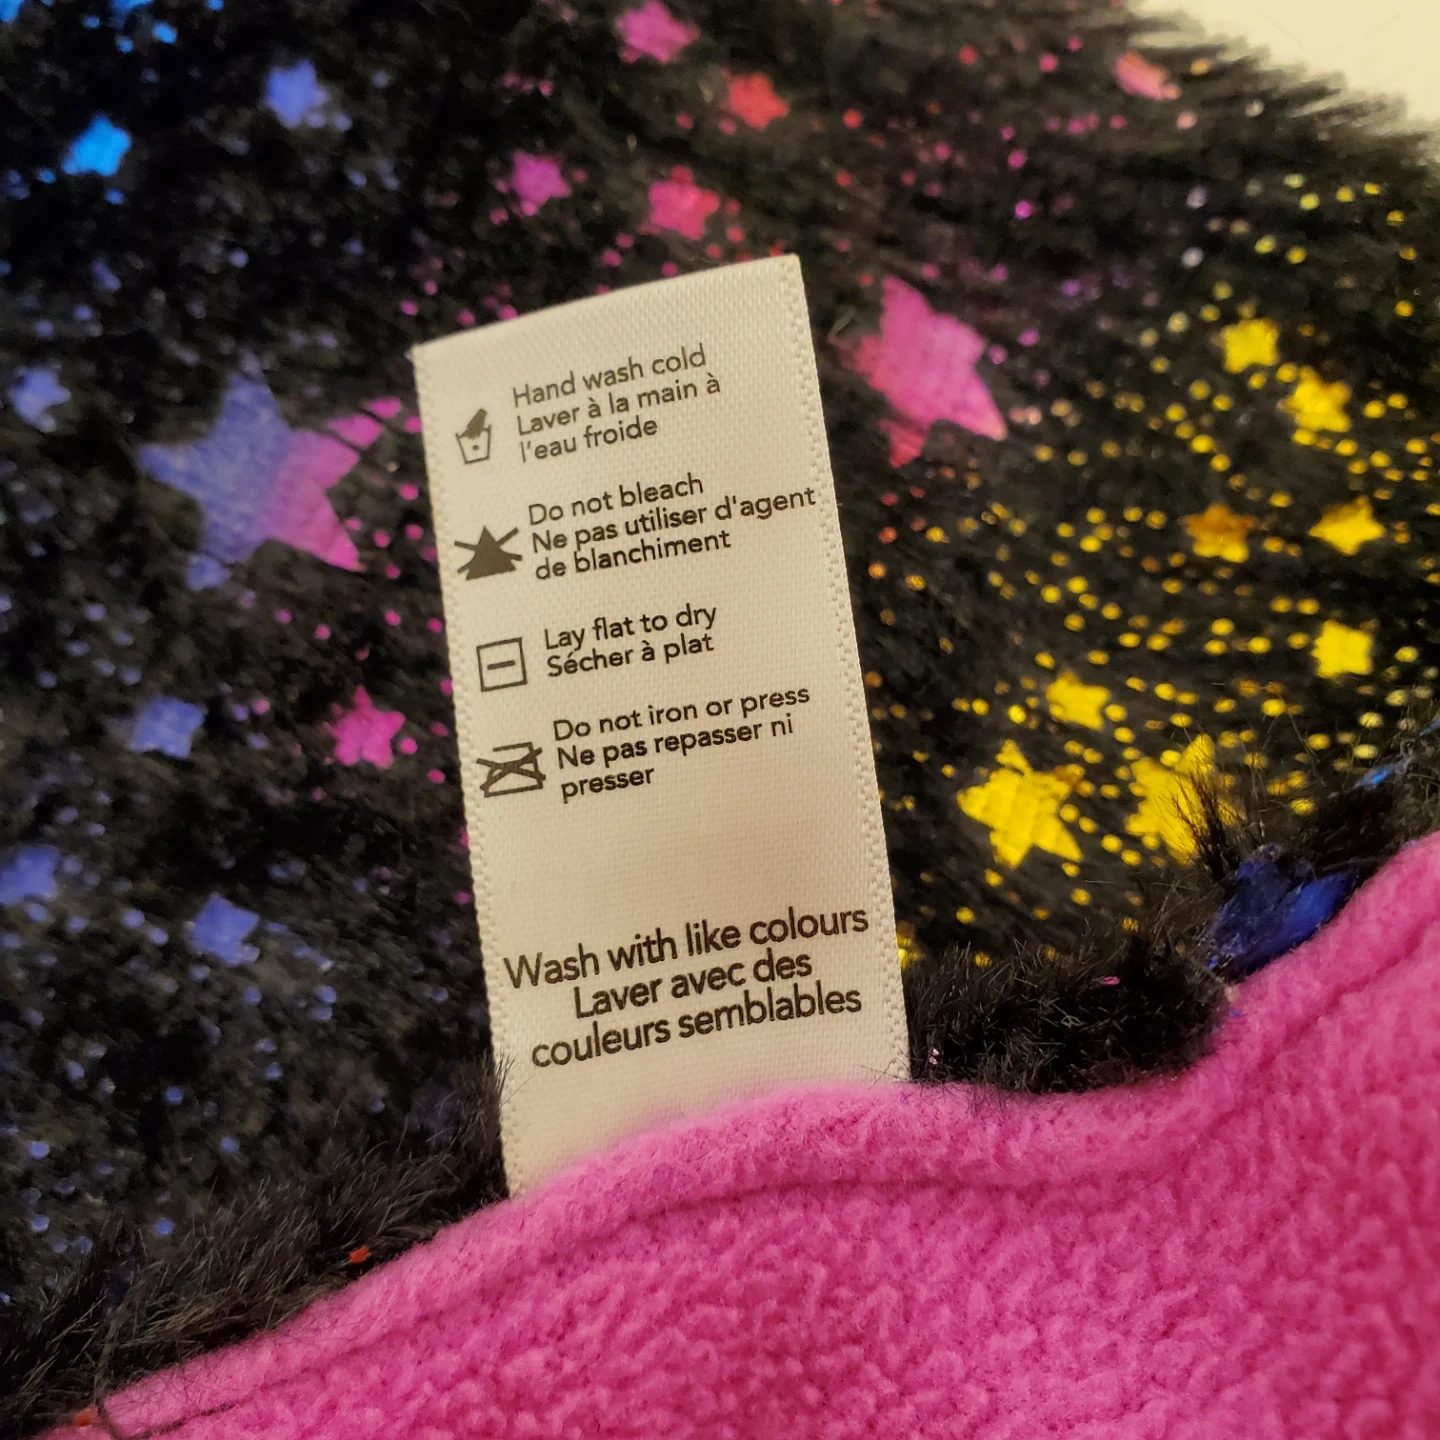 Hand wash cold
Laver à la main à
l'eau froide
Do not bleach
Ne pas utiliser d'agent
de blanchiment
Lay flat to dry
Sécher à plat
Do not iron or press
Ne pas repasser ni
presser
Wash with like colours
Laver avec des
couleurs semblables